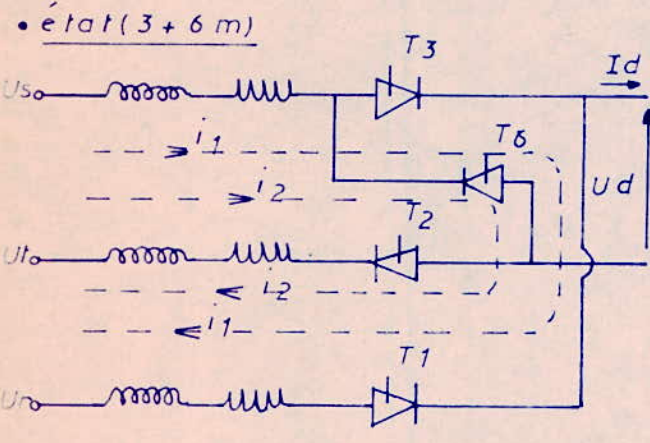 • état (3 + 6 m)
T3
Id
Us
i1
T6
i2
Ud
T2
Ut
i2
i1
T1
Ur